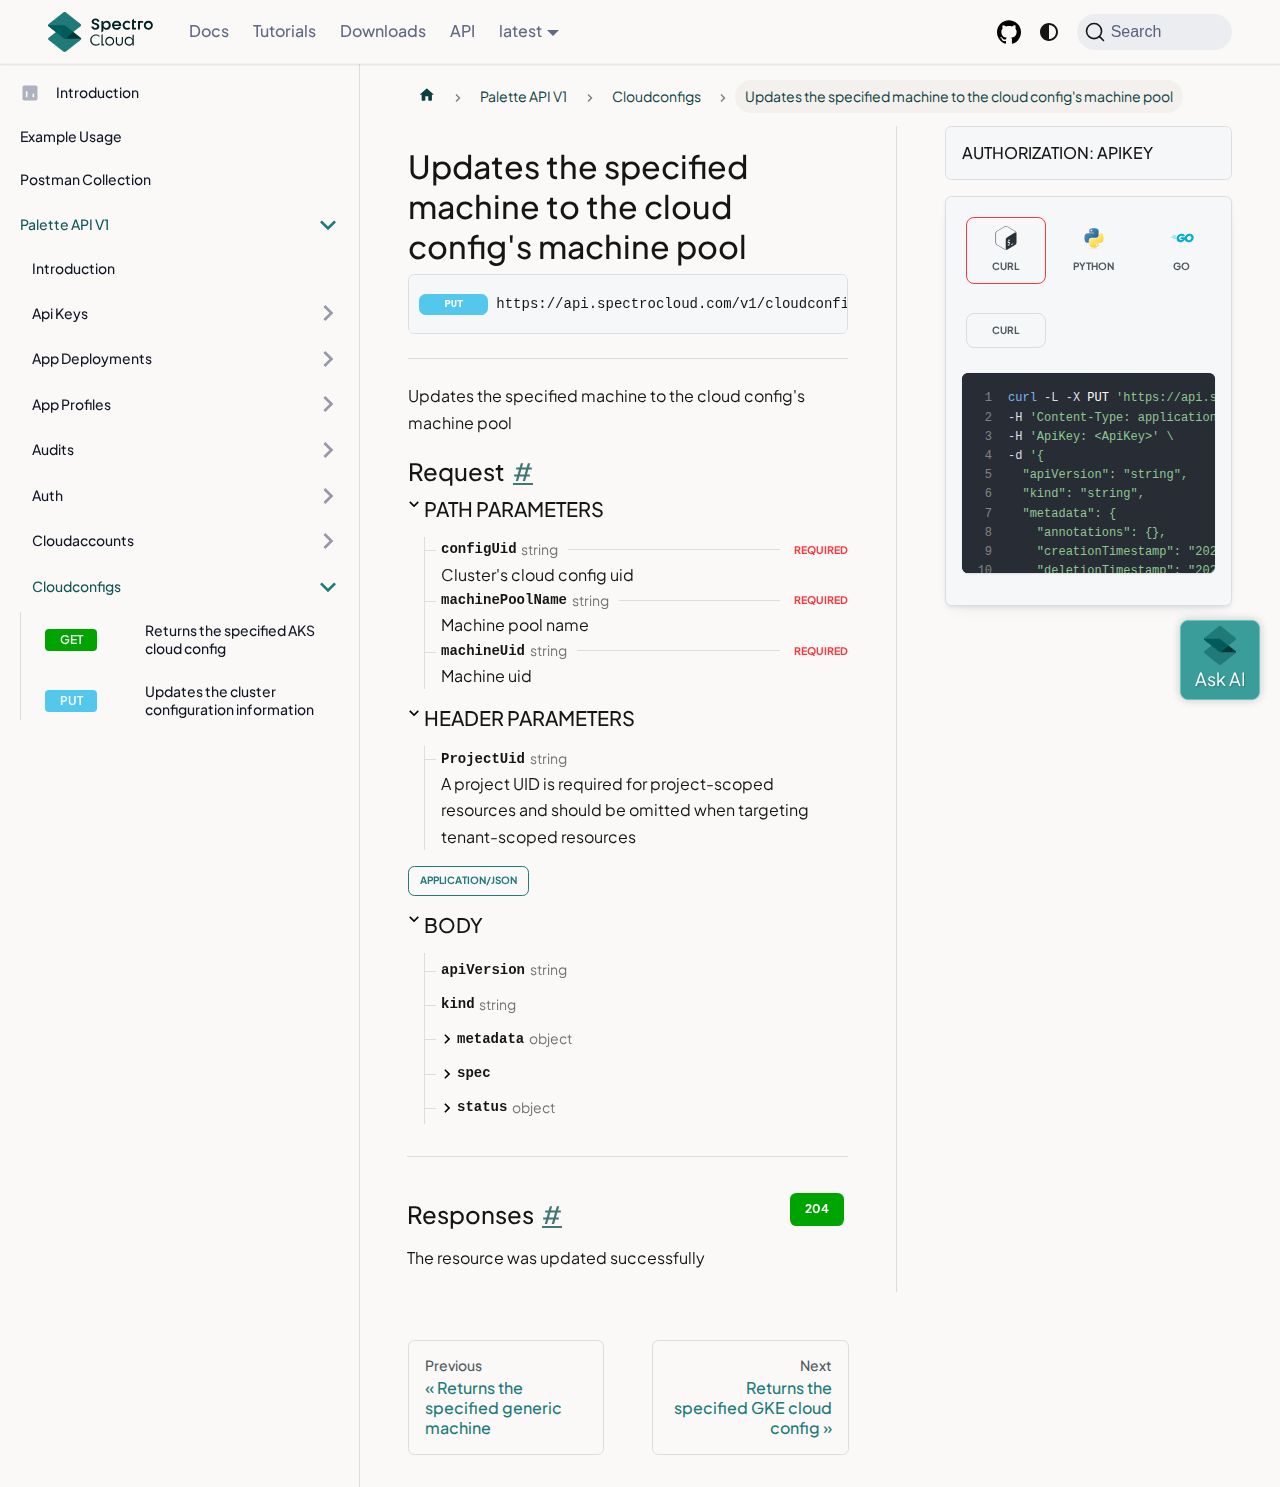 Spectro
Cloud
Docs
Tutorials
Downloads
API
latest
Search
Introduction
Example Usage
Postman Collection
Palette API V1
Introduction
Api Keys
App Deployments
App Profiles
Audits
Auth
Cloudaccounts
Cloudconfigs
GET
Returns the specified AKS
cloud config
PUT
Updates the cluster
configuration information
Palette API V1
Cloudconfigs
Updates the specified machine to the cloud config's machine pool
Updates the specified
machine to the cloud
config's machine pool
PUT https://api.spectrocloud.com/v1/cloudconfi
Updates the specified machine to the cloud config's
machine pool
Request #
PATH PARAMETERS
configUid string REQUIRED
Cluster's cloud config uid
machinePoolName string REQUIRED
Machine pool name
machineUid string REQUIRED
Machine uid
HEADER PARAMETERS
ProjectUid string
A project UID is required for project-scoped
resources and should be omitted when targeting
tenant-scoped resources
APPLICATION/JSON
BODY
apiVersion string
kind string
metadata object
spec
status object
Responses #
204
The resource was updated successfully
Previous
« Returns the
specified generic
machine
Next
Returns the
specified GKE cloud
config »
AUTHORIZATION: APIKEY
CURL
PYTHON
GO
CURL
1 curl -L -X PUT 'https://api.s
2 -H 'Content-Type: application
3 -H 'ApiKey: <ApiKey>' \
4 -d '{
5 "apiVersion": "string",
6 "kind": "string",
7 "metadata": {
8 "annotations": {},
9 "creationTimestamp": "202
10 "deletionTimestamp": "202
Ask AI